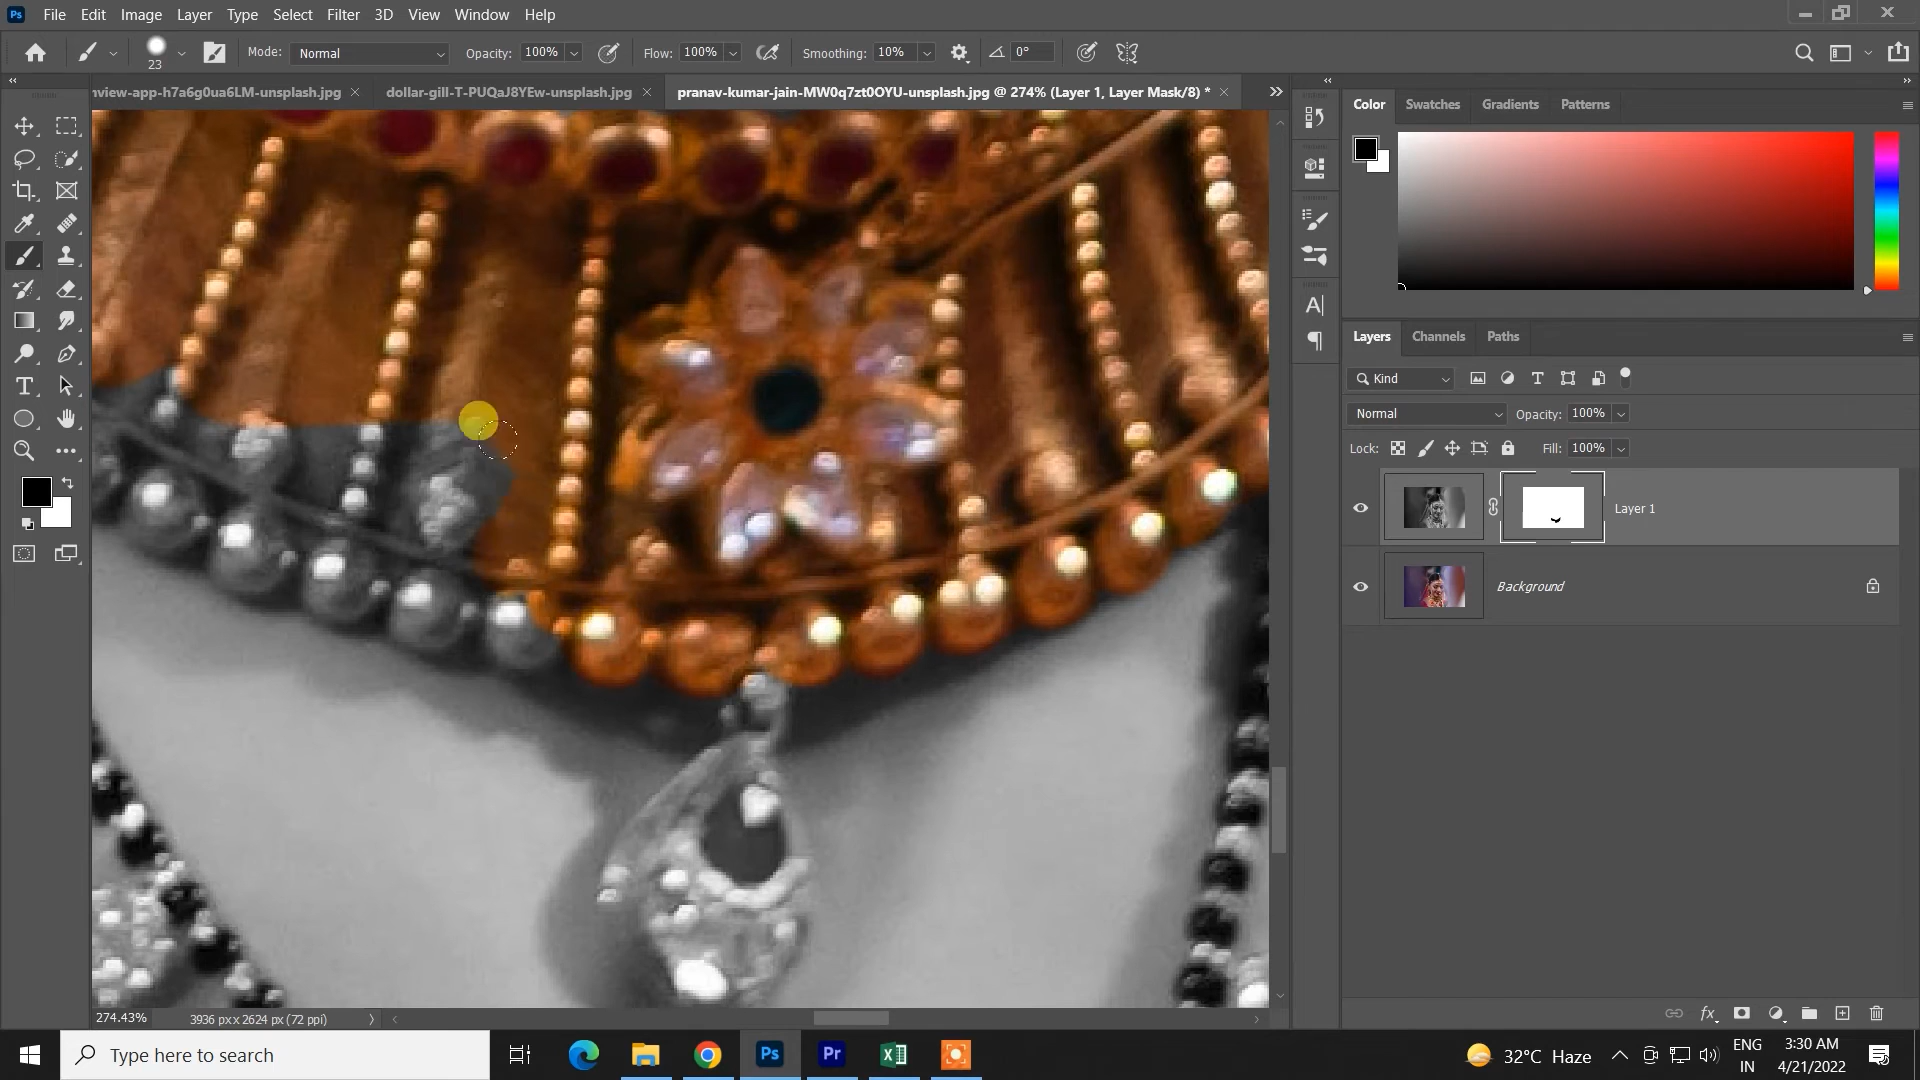 Ps File Edit Image Layer Type Select Filter 3D View Window Help
23 Mode: Normal Opacity: 100% Flow: 100% Smoothing: 10% 0°
nview-app-h7a6g0ua6LM-unsplash.jpg dollar-gill-T-PUQaJ8YEw-unsplash.jpg pranav-kumar-jain-MW0q7zt0OYU-unsplash.jpg @ 274% (Layer 1, Layer Mask/8) *
Color Swatches Gradients Patterns
Layers Channels Paths
Kind
Normal Opacity: 100%
Lock: Fill: 100%
Layer 1
Background
274.43% 3936 px x 2624 px (72 ppi)
Type here to search
Ps Pr
32°C Haze
ENG
IN
3:30 AM
4/21/2022